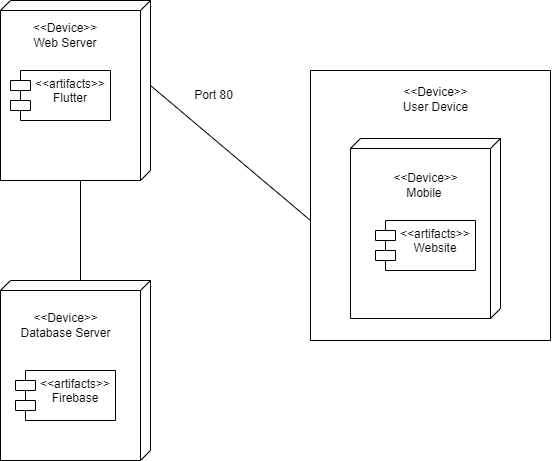 <<Device>>
Web Server
<<artifacts>>
Flutter
Port 80
<<Device>>
User Device
<<Device>>
Mobile
<<artifacts>>
Website
<<Device>>
Database Server
<<artifacts>>
Firebase